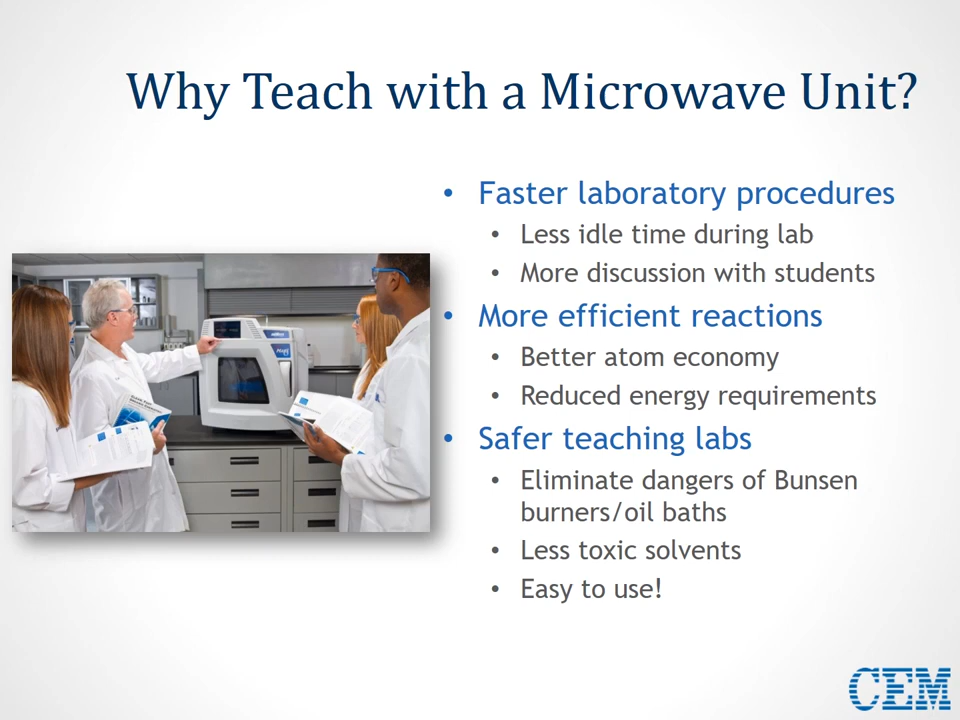 Why Teach with a Microwave Unit?
• Faster laboratory procedures
• Less idle time during lab
• More discussion with students
• More efficient reactions
• Better atom economy
• Reduced energy requirements
• Safer teaching labs
• Eliminate dangers of Bunsen
burners/oil baths
• Less toxic solvents
• Easy to use!
CEM